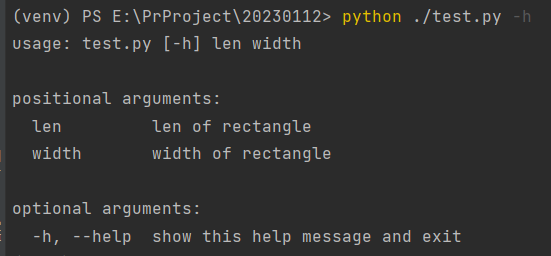 (venv) PS E:\PrProject\20230112> python ./test.py -h
usage: test.py [-h] len width
positional arguments:
len len of rectangle
width width of rectangle
optional arguments:
-h, --help show this help message and exit